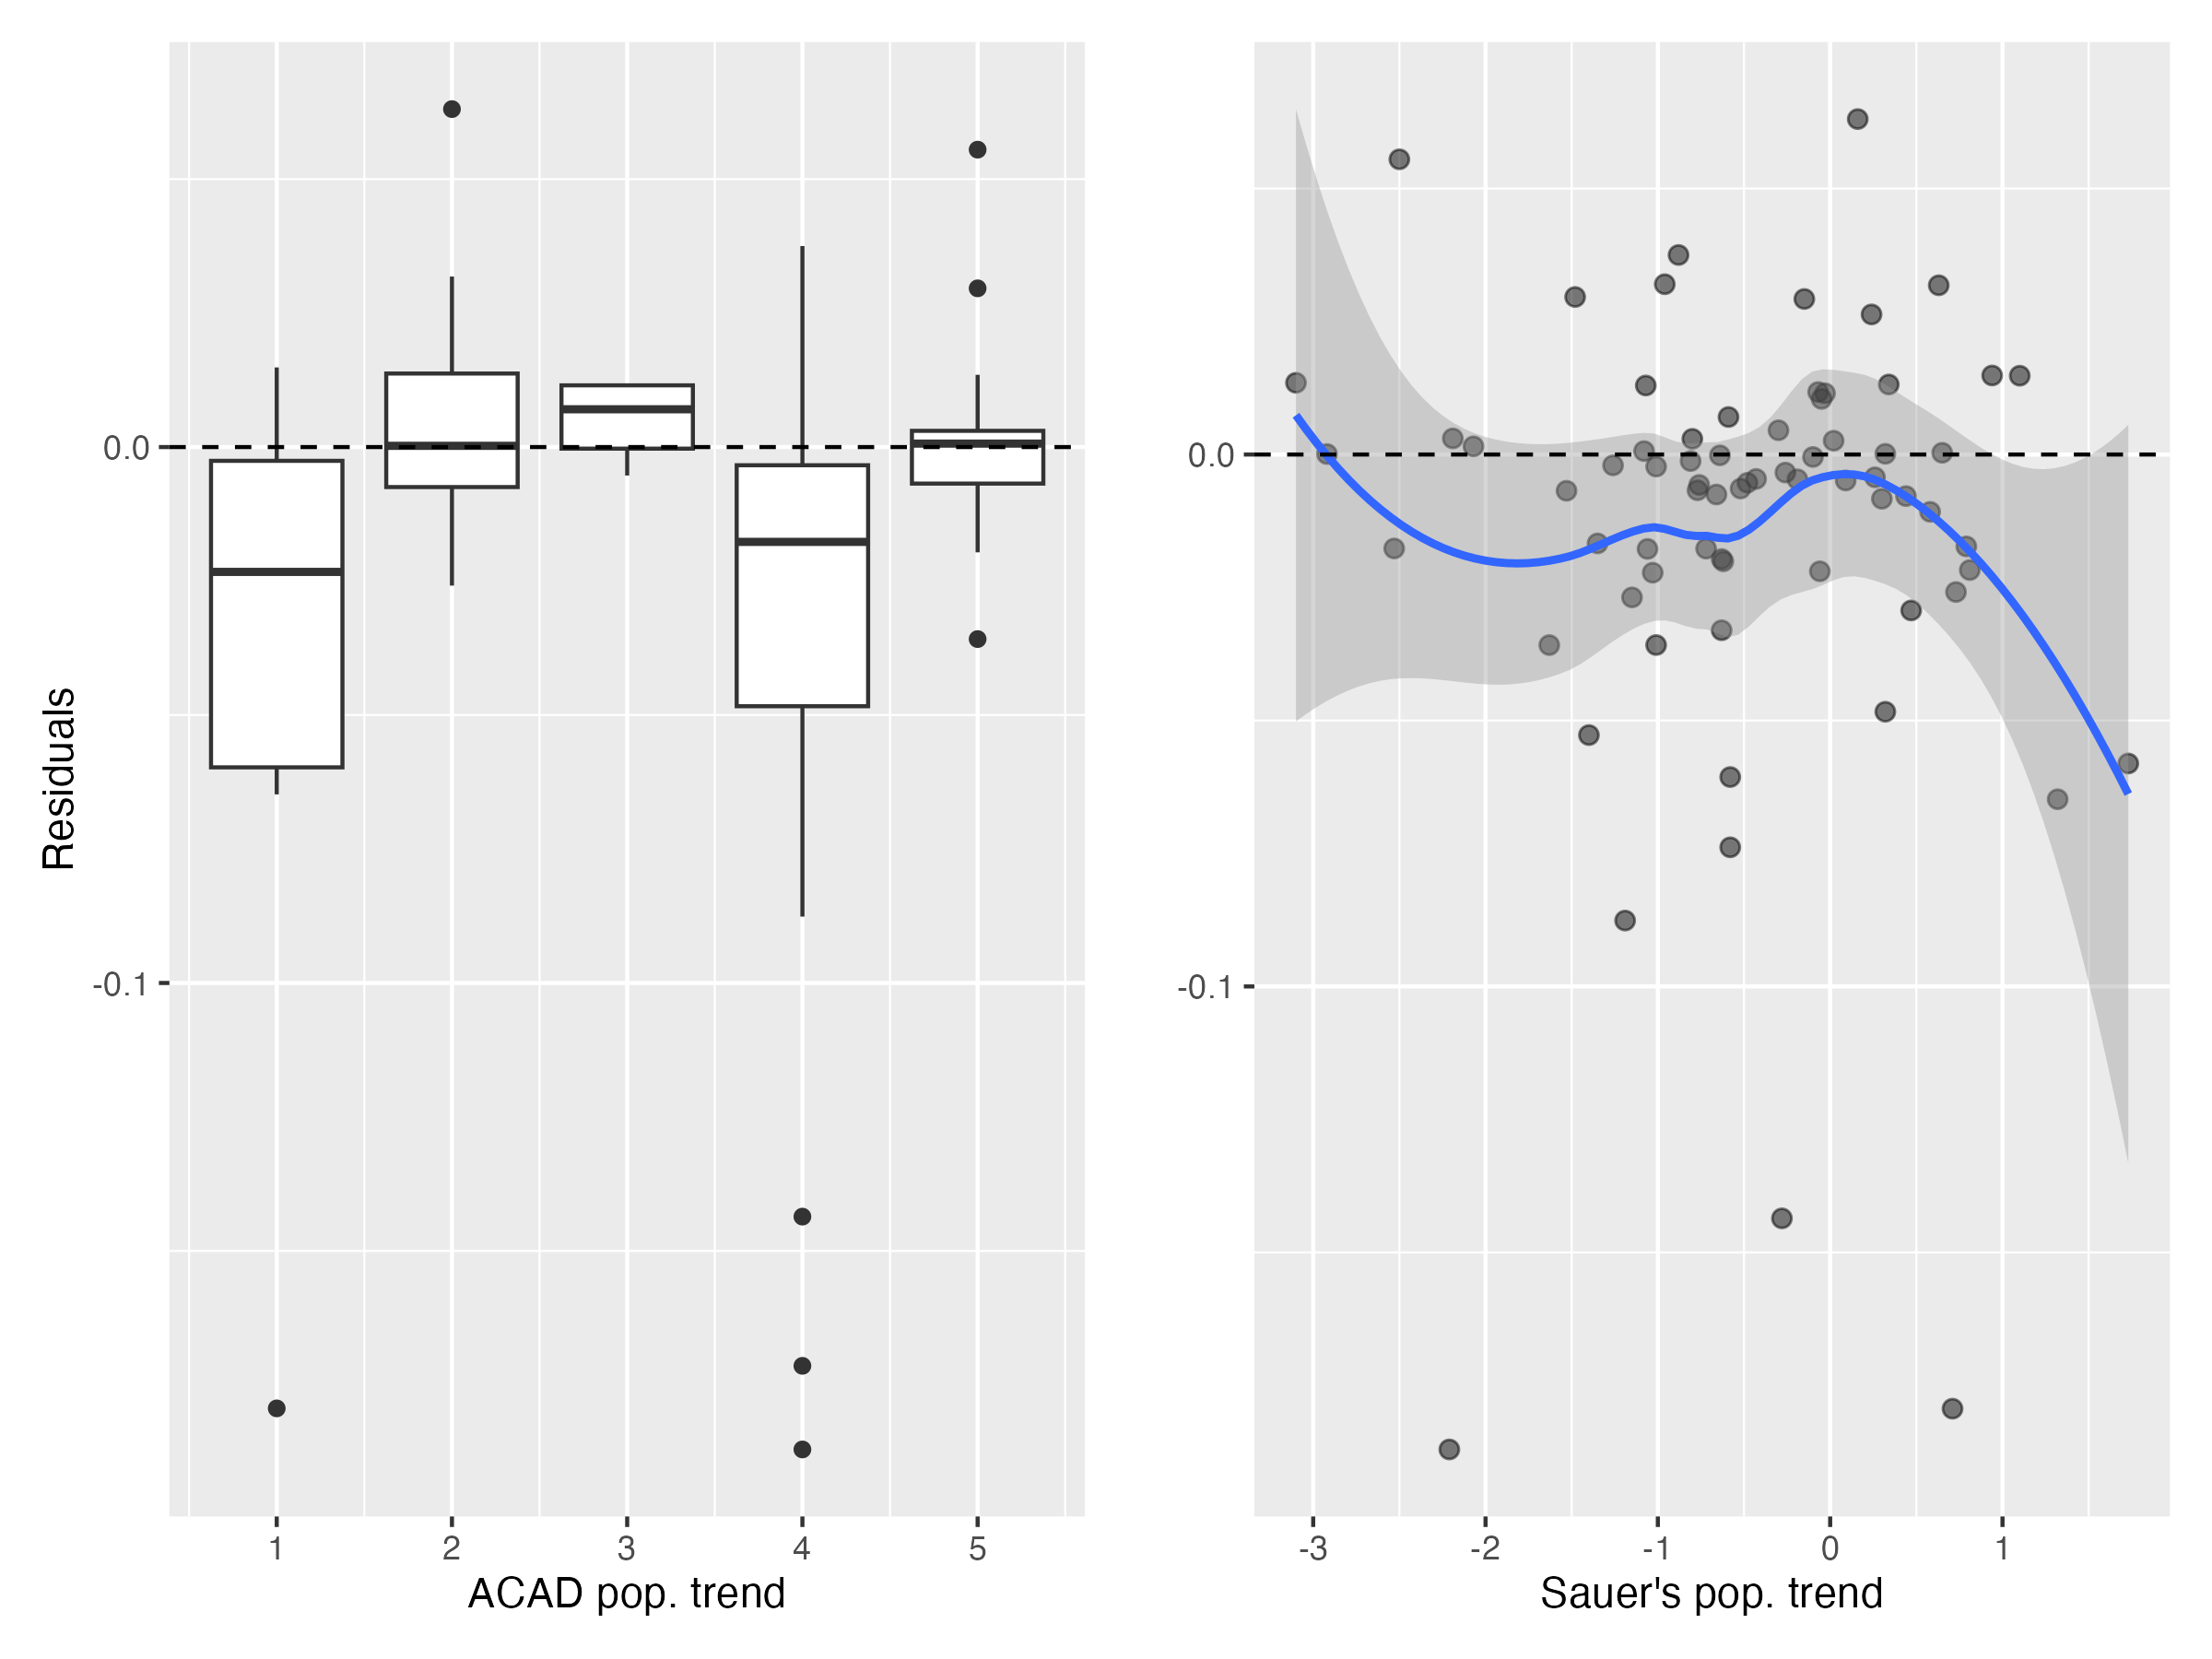 Residuals
0.0
-0.1
1 2 3 4 5
ACAD pop. trend
0.0
-0.1
-3 -2 -1 0 1
Sauer's pop. trend